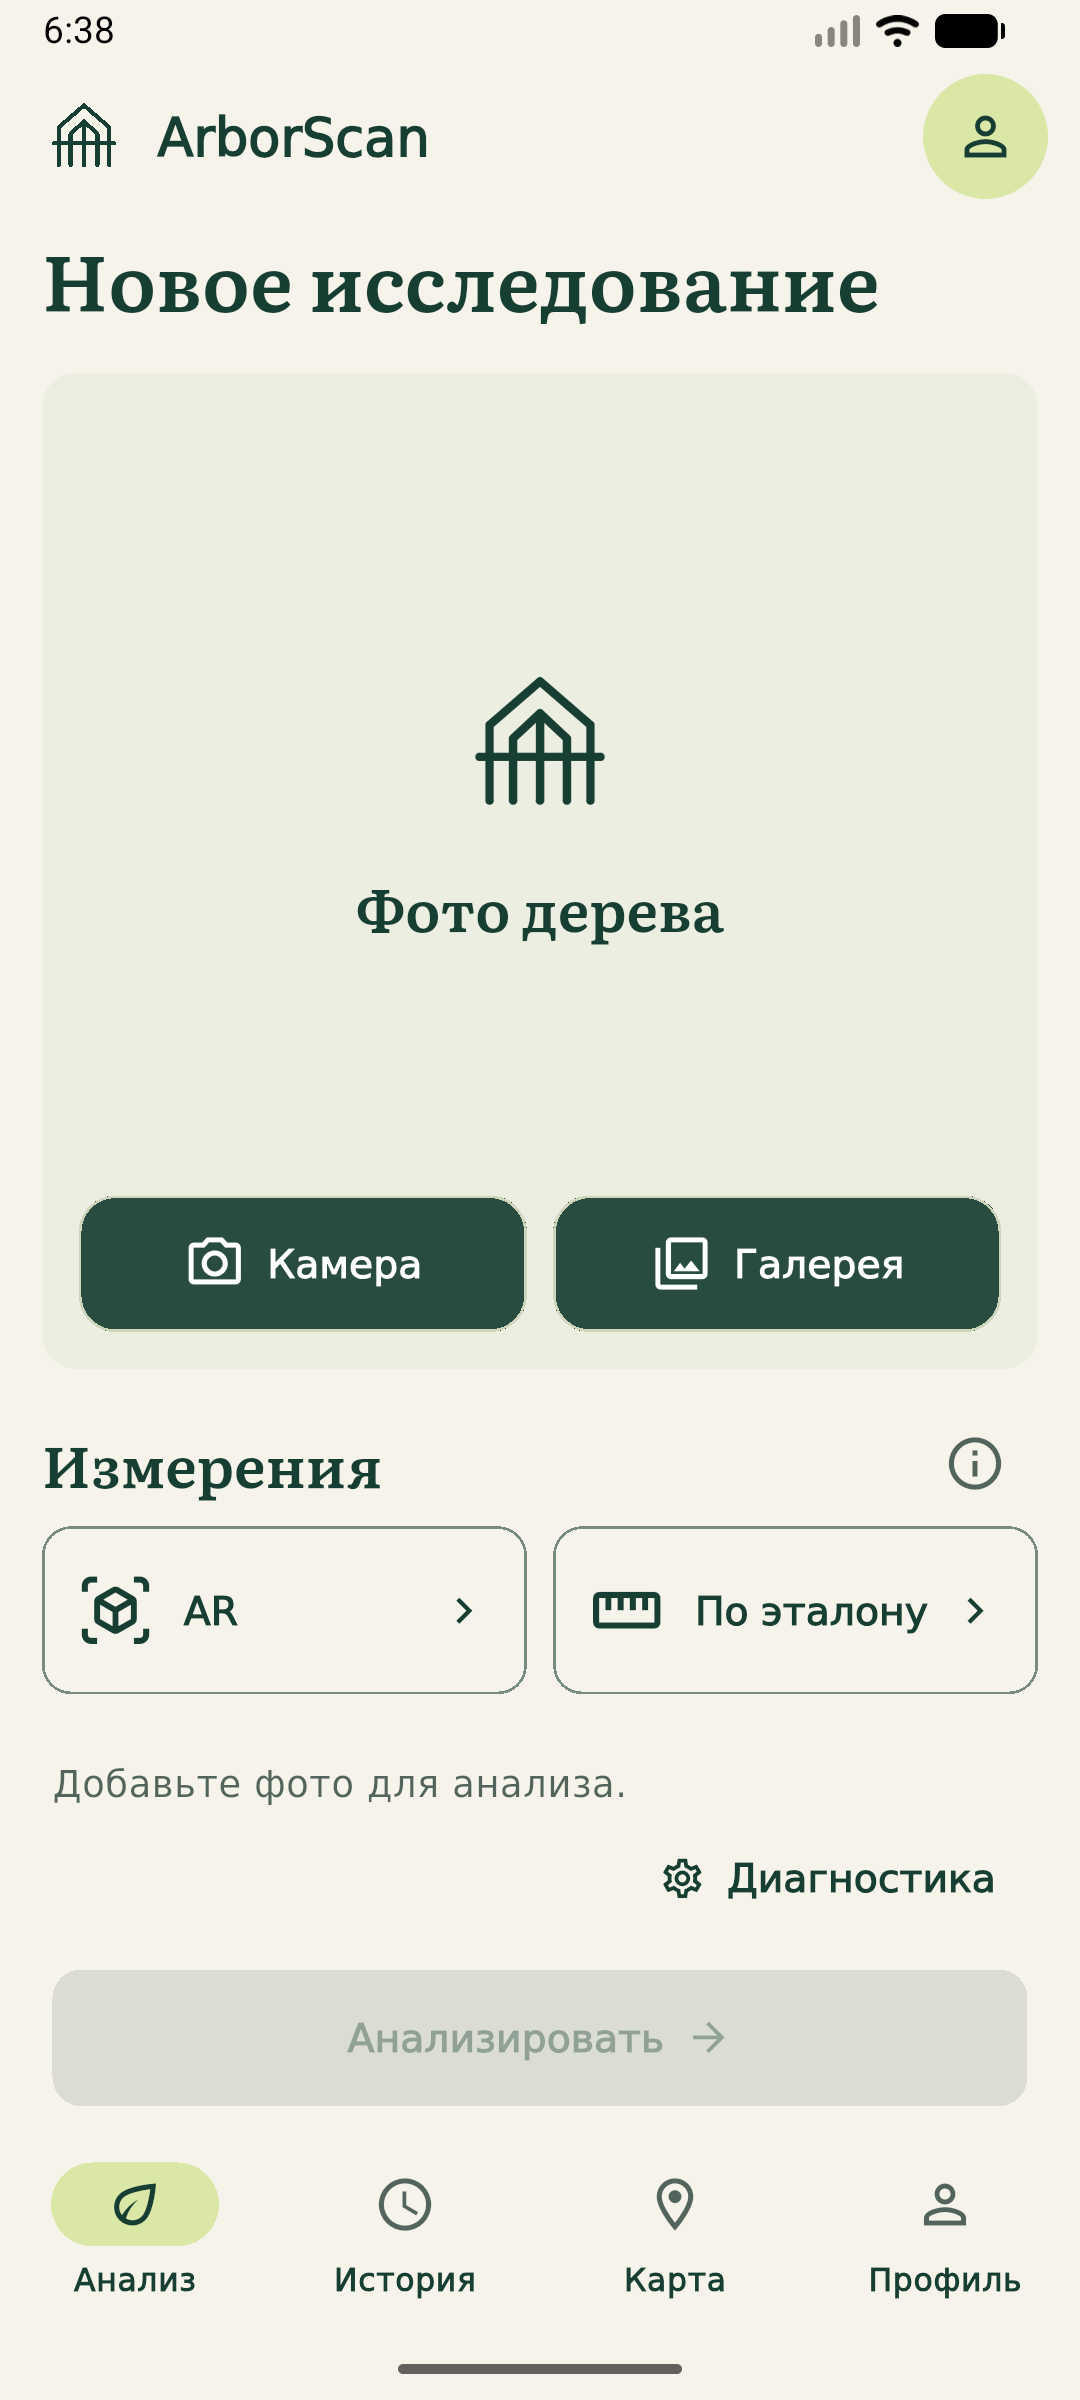 6:38
ArborScan
Новое исследование
Фото дерева
Камера
Галерея
Измерения
AR
По эталону
Добавьте фото для анализа.
Диагностика
Анализировать
Анализ
История
Карта
Профиль